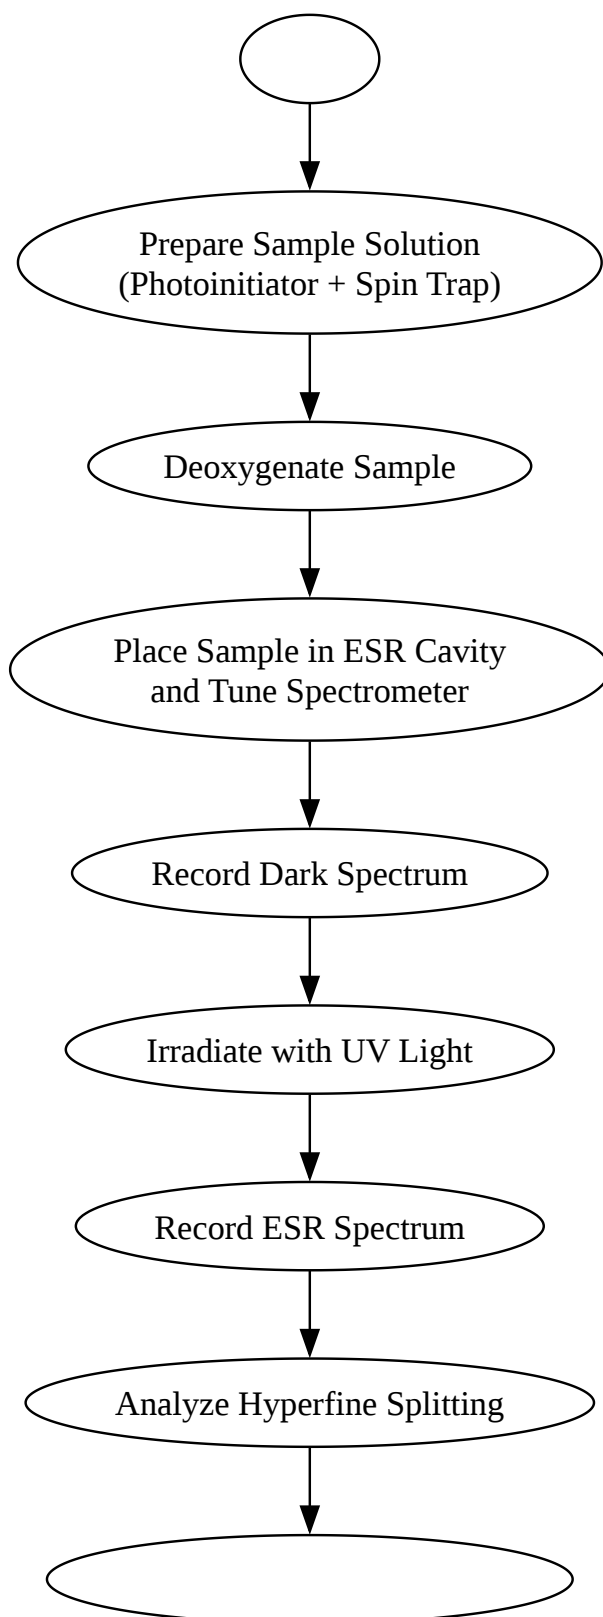 Prepare Sample Solution
(Photoinitiator + Spin Trap)
Deoxygenate Sample
Place Sample in ESR Cavity
and Tune Spectrometer
Record Dark Spectrum
Irradiate with UV Light
Record ESR Spectrum
Analyze Hyperfine Splitting